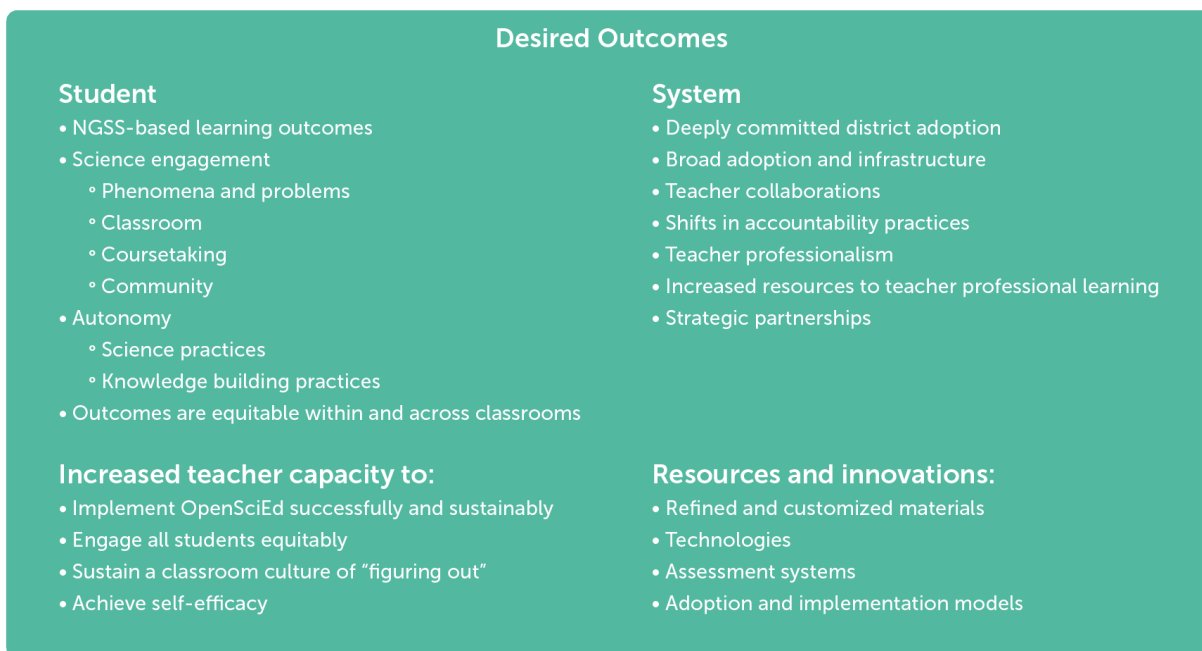 Desired Outcomes
Student
• NGSS-based learning outcomes
• Science engagement
° Phenomena and problems
° Classroom
° Coursetaking
° Community
• Autonomy
° Science practices
° Knowledge building practices
• Outcomes are equitable within and across classrooms
System
• Deeply committed district adoption
• Broad adoption and infrastructure
• Teacher collaborations
• Shifts in accountability practices
• Teacher professionalism
• Increased resources to teacher professional learning
• Strategic partnerships
Increased teacher capacity to:
• Implement OpenSciEd successfully and sustainably
• Engage all students equitably
• Sustain a classroom culture of “figuring out”
• Achieve self-efficacy
Resources and innovations:
• Refined and customized materials
• Technologies
• Assessment systems
• Adoption and implementation models